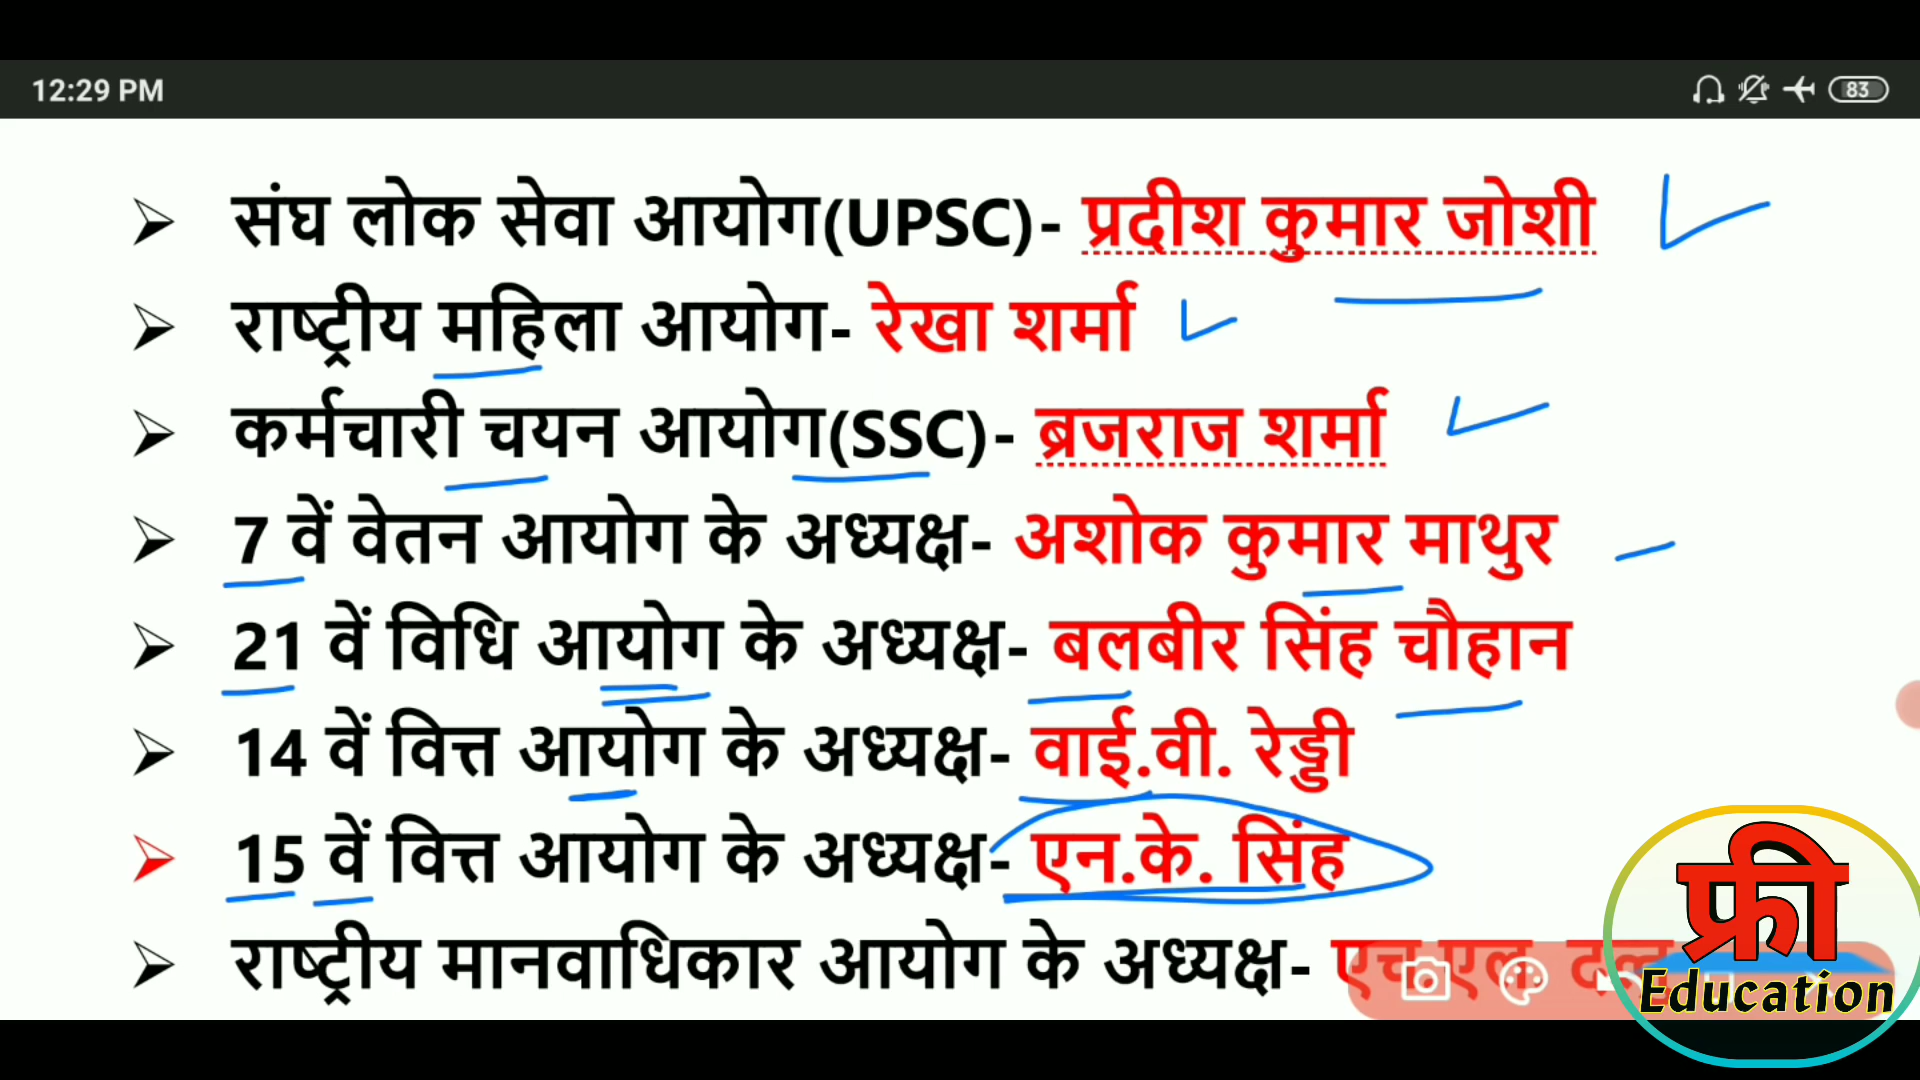 12:29 PM
83
संघ लोक सेवा आयोग(UPSC)- प्रदीश कुमार जोशी
राष्ट्रीय महिला आयोग- रेखा शर्मा
कर्मचारी चयन आयोग(SSC)- ब्रजराज शर्मा
7 वें वेतन आयोग के अध्यक्ष- अशोक कुमार माथुर
21 वें विधि आयोग के अध्यक्ष- बलबीर सिंह चौहान
14 वें वित्त आयोग के अध्यक्ष- वाई.वी. रेड्डी
15 वें वित्त आयोग के अध्यक्ष- एन.के. सिंह
राष्ट्रीय मानवाधिकार आयोग के अध्यक्ष- एच.एल.
फ्री
Education